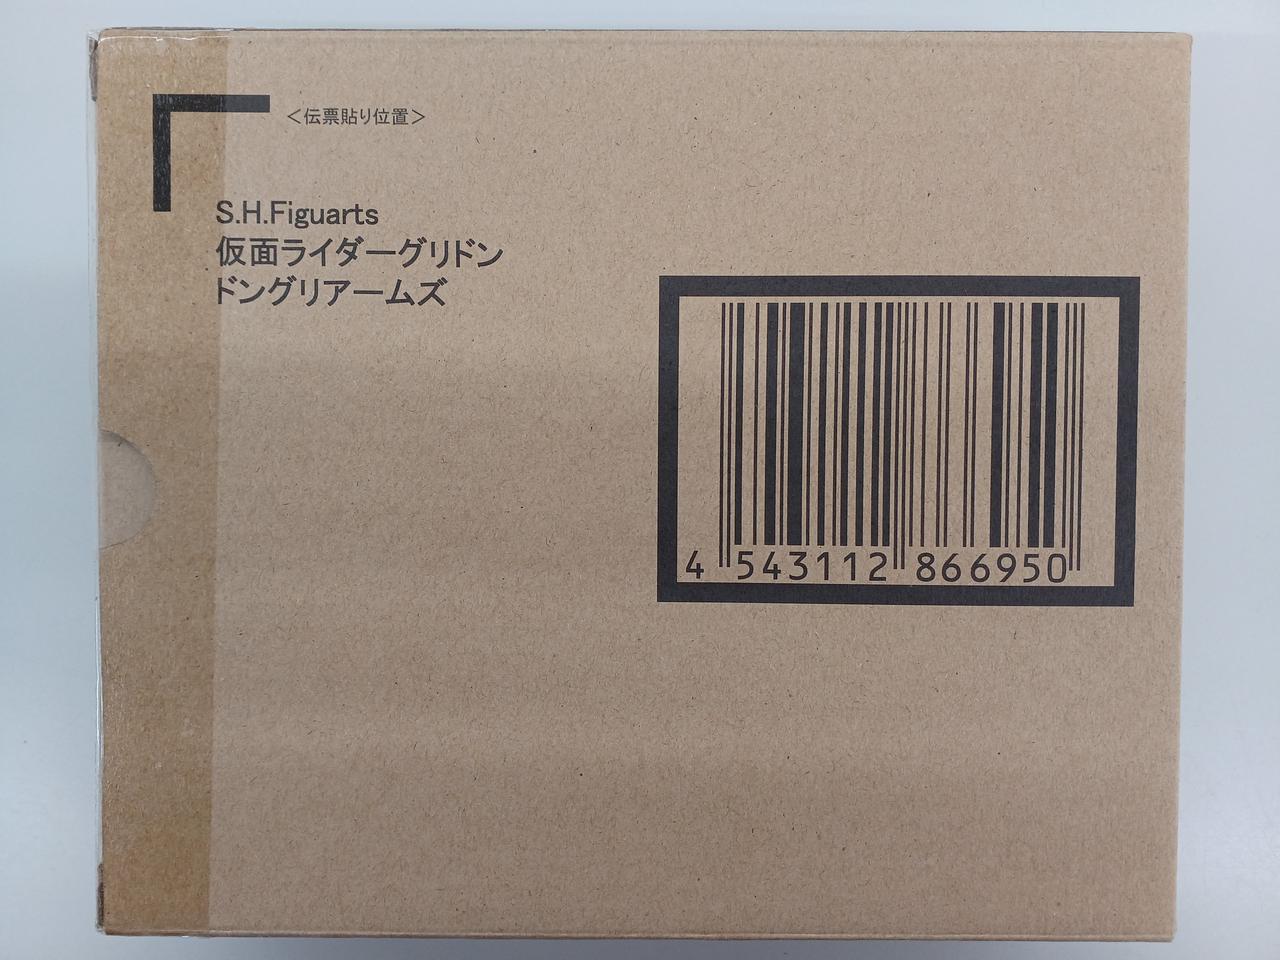 ＜伝票貼り位置＞
S.H.Figuarts
仮面ライダーグリドン
ドングリアームズ
4 543112 866950